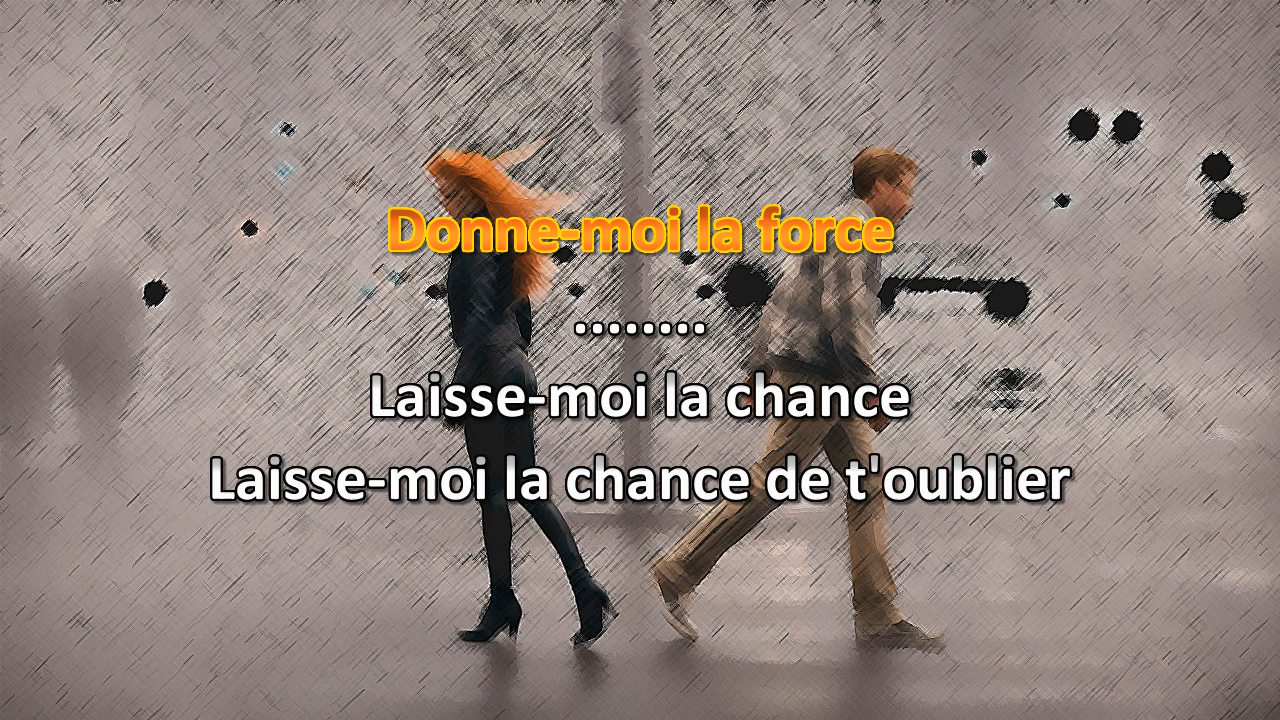 Donne-moi la force
........
Laisse-moi la chance
Laisse-moi la chance de t'oublier